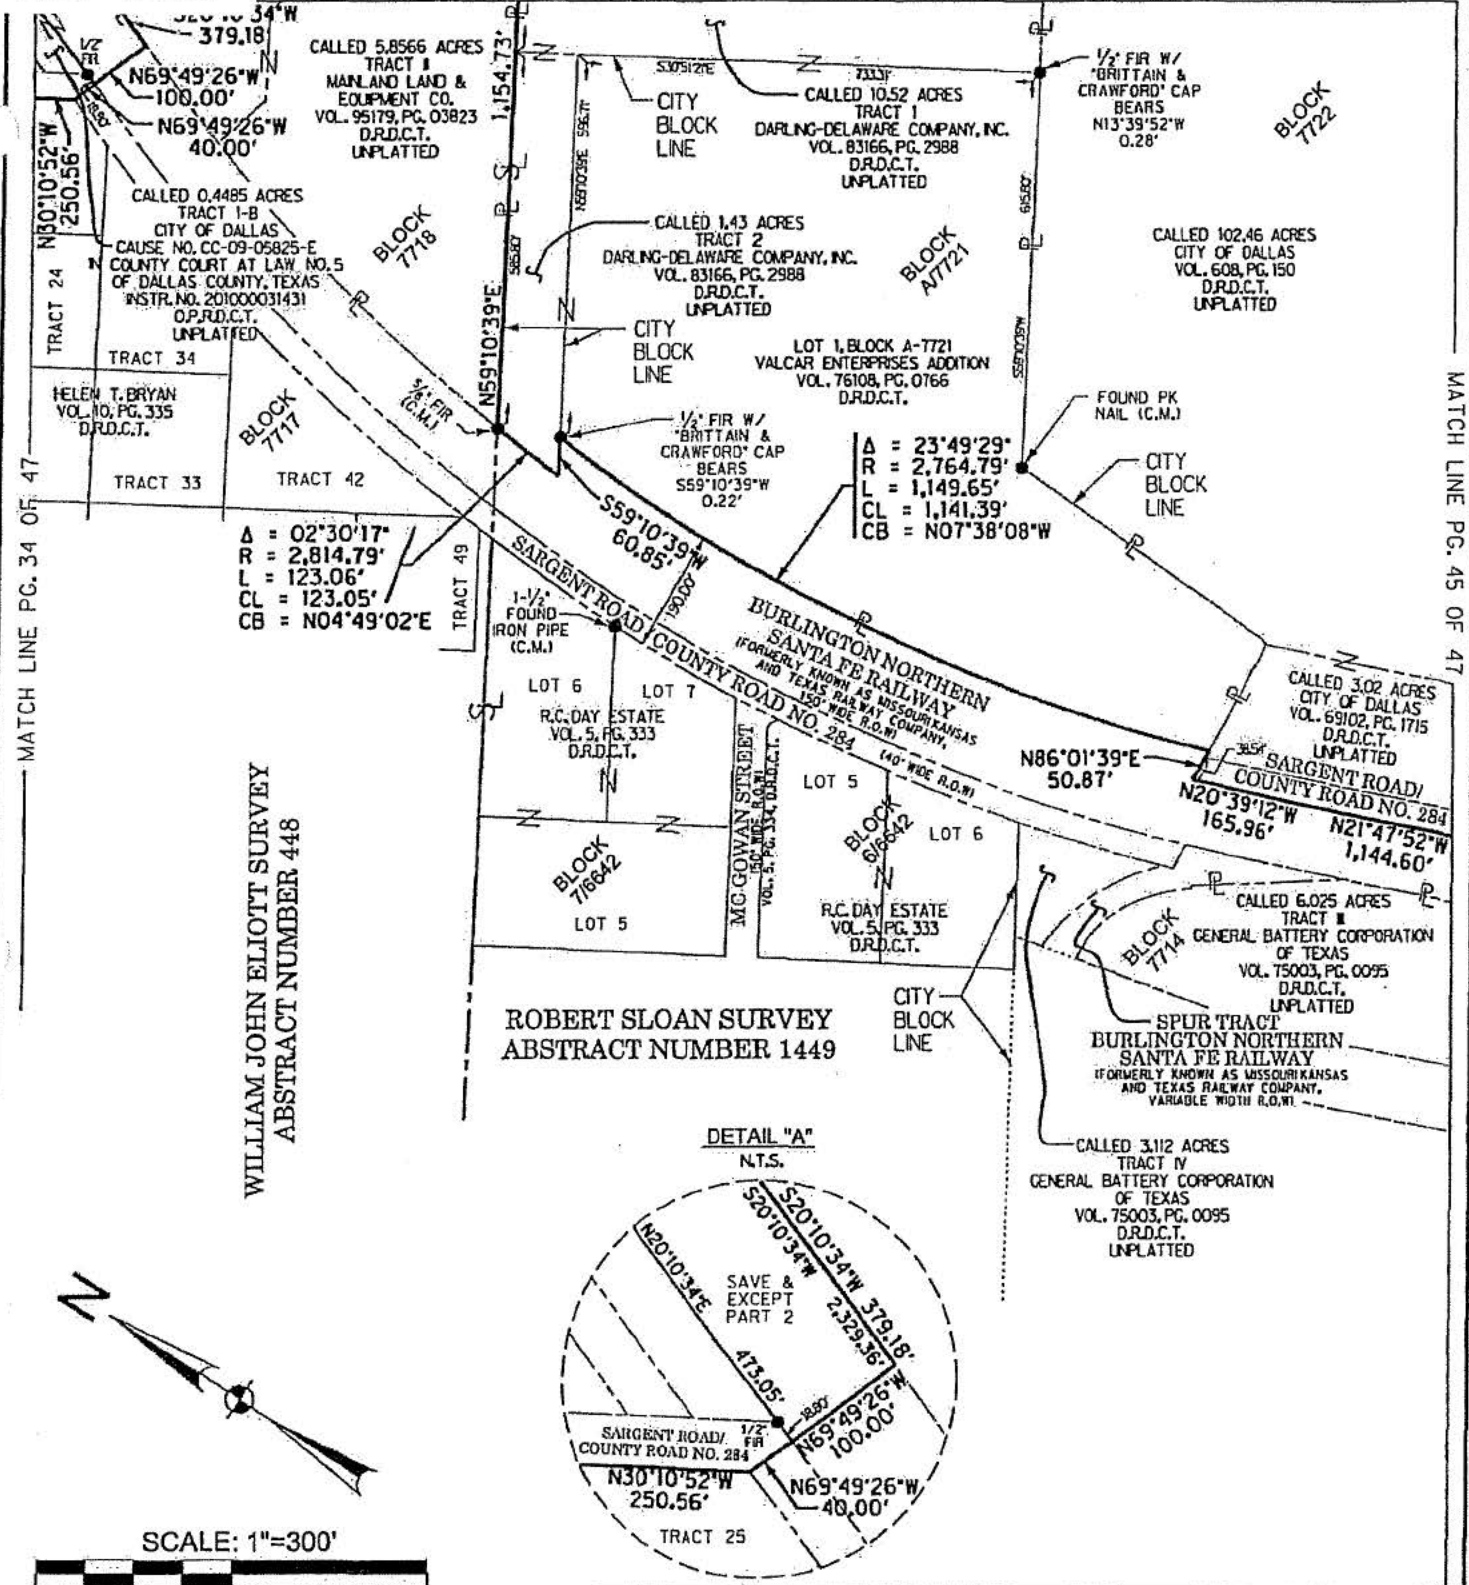 379.18'
1/2"
FIR
N69°49'26"W
100.00'
18.80'
N69°49'26"W
40.00'
N30°10'52"W
250.56'
CALLED 5.8566 ACRES
MAINLAND LAND &
EQUIPMENT CO.
VOL. 95179, PG. 03823
D.R.D.C.T.
UNPLATTED
1,154.73'
CITY
BLOCK
LINE
CALLED 10.52 ACRES
TRACT 1
DARLING-DELAWARE COMPANY, INC.
VOL. 83166, PG. 2988
D.R.D.C.T.
UNPLATTED
1/2" FIR W/
"BRITTAIN &
CRAWFORD" CAP
BEARS
N13°39'52"W
0.28'
BLOCK
7722
CALLED 0.4485 ACRES
TRACT 1-B
CITY OF DALLAS
CAUSE NO. CC-09-05825-E
IN COUNTY COURT AT LAW NO. 5
OF DALLAS COUNTY, TEXAS
INSTR. NO. 201000031431
O.P.R.D.C.T.
UNPLATTED
BLOCK
7718
585.80'
N59°10'39"E
CALLED 1.43 ACRES
TRACT 2
DARLING-DELAWARE COMPANY, INC.
VOL. 83166, PG. 2988
D.R.D.C.T.
UNPLATTED
BLOCK
A/7721
615.80'
CALLED 102.46 ACRES
CITY OF DALLAS
VOL. 608, PG. 150
D.R.D.C.T.
UNPLATTED
CITY
BLOCK
LINE
LOT 1, BLOCK A-7721
VALCAR ENTERPRISES ADDITION
VOL. 76108, PG. 0766
D.R.D.C.T.
TRACT 24
TRACT 34
HELEN T. BRYAN
VOL. 10, PG. 335
D.R.D.C.T.
BLOCK
7717
TRACT 33
TRACT 42
5/8" FIR
(C.M.)
1/2" FIR W/
"BRITTAIN &
CRAWFORD" CAP
BEARS
S59°10'39"W
0.22'
FOUND PK
NAIL (C.M.)
CITY
BLOCK
LINE
Δ = 23°49'29"
R = 2,764.79'
L = 1,149.65'
CL = 1,141.39'
CB = N07°38'08"W
MATCH LINE PG. 34 OF 47
MATCH LINE PG. 45 OF 47
Δ = 02°30'17"
R = 2,814.79'
L = 123.06'
CL = 123.05'
CB = N04°49'02"E
TRACT 49
S59°10'39"W
60.85'
190.00'
SARGENT ROAD/COUNTY ROAD NO. 284
(40' WIDE R.O.W)
1-1/2"
FOUND
IRON PIPE
(C.M.)
BURLINGTON NORTHERN
SANTA FE RAILWAY
(FORMERLY KNOWN AS MISSOURI KANSAS
AND TEXAS RAILWAY COMPANY,
150' WIDE R.O.W)
LOT 6
LOT 7
R.C. DAY ESTATE
VOL. 5, PG. 333
D.R.D.C.T.
MC GOWAN STREET
(50' WIDE R.O.W)
VOL. 5, PG. 334, D.R.D.C.T.
LOT 5
BLOCK
6/6642
LOT 6
R.C. DAY ESTATE
VOL. 5, PG. 333
D.R.D.C.T.
BLOCK
7/6642
LOT 5
N86°01'39"E
50.87'
38.54'
CALLED 3.02 ACRES
CITY OF DALLAS
VOL. 69102, PG. 1715
D.R.D.C.T.
UNPLATTED
SARGENT ROAD/
COUNTY ROAD NO. 284
N20°39'12"W
165.96'
N21°47'52"W
1,144.60'
CALLED 6.025 ACRES
TRACT III
GENERAL BATTERY CORPORATION
OF TEXAS
VOL. 75003, PG. 0095
D.R.D.C.T.
UNPLATTED
BLOCK
7714
CITY
BLOCK
LINE
SPUR TRACT
BURLINGTON NORTHERN
SANTA FE RAILWAY
(FORMERLY KNOWN AS MISSOURI KANSAS
AND TEXAS RAILWAY COMPANY,
VARIABLE WIDTH R.O.W)
CALLED 3.112 ACRES
TRACT IV
GENERAL BATTERY CORPORATION
OF TEXAS
VOL. 75003, PG. 0095
D.R.D.C.T.
UNPLATTED
WILLIAM JOHN ELIOTT SURVEY
ABSTRACT NUMBER 448
ROBERT SLOAN SURVEY
ABSTRACT NUMBER 1449
DETAIL "A"
N.T.S.
S20°10'34"W 379.18'
S20°10'34"W 2,329.36'
N20°10'34"E 473.05'
SAVE &
EXCEPT
PART 2
18.80'
1/2"
FIR
SARGENT ROAD/
COUNTY ROAD NO. 284
N69°49'26"W
100.00'
N30°10'52"W
250.56'
N69°49'26"W
40.00'
TRACT 25
N
SCALE: 1"=300'